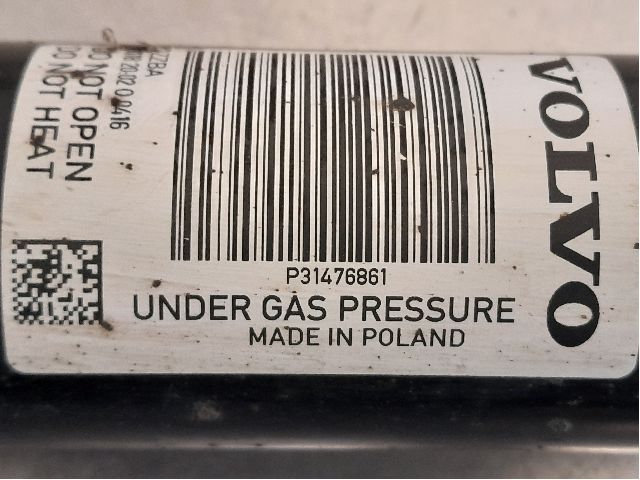 DO NOT OPEN
DO NOT HEAT
P31476861
UNDER GAS PRESSURE
MADE IN POLAND
VOLVO